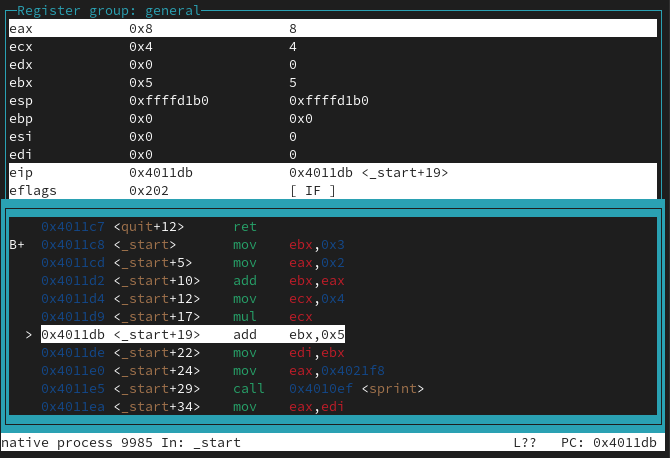 Register group: general
eax 0x8 8
ecx 0x4 4
edx 0x0 0
ebx 0x5 5
esp 0xffffd1b0 0xffffd1b0
ebp 0x0 0x0
esi 0x0 0
edi 0x0 0
eip 0x4011db 0x4011db <_start+19>
eflags 0x202 [ IF ]
0x4011c7 <quit+12> ret
B+ 0x4011c8 <_start> mov ebx,0x3
0x4011cd <_start+5> mov eax,0x2
0x4011d2 <_start+10> add ebx,eax
0x4011d4 <_start+12> mov ecx,0x4
0x4011d9 <_start+17> mul ecx
> 0x4011db <_start+19> add ebx,0x5
0x4011de <_start+22> mov edi,ebx
0x4011e0 <_start+24> mov eax,0x4021f8
0x4011e5 <_start+29> call 0x4010ef <sprint>
0x4011ea <_start+34> mov eax,edi
native process 9985 In: _start L?? PC: 0x4011db